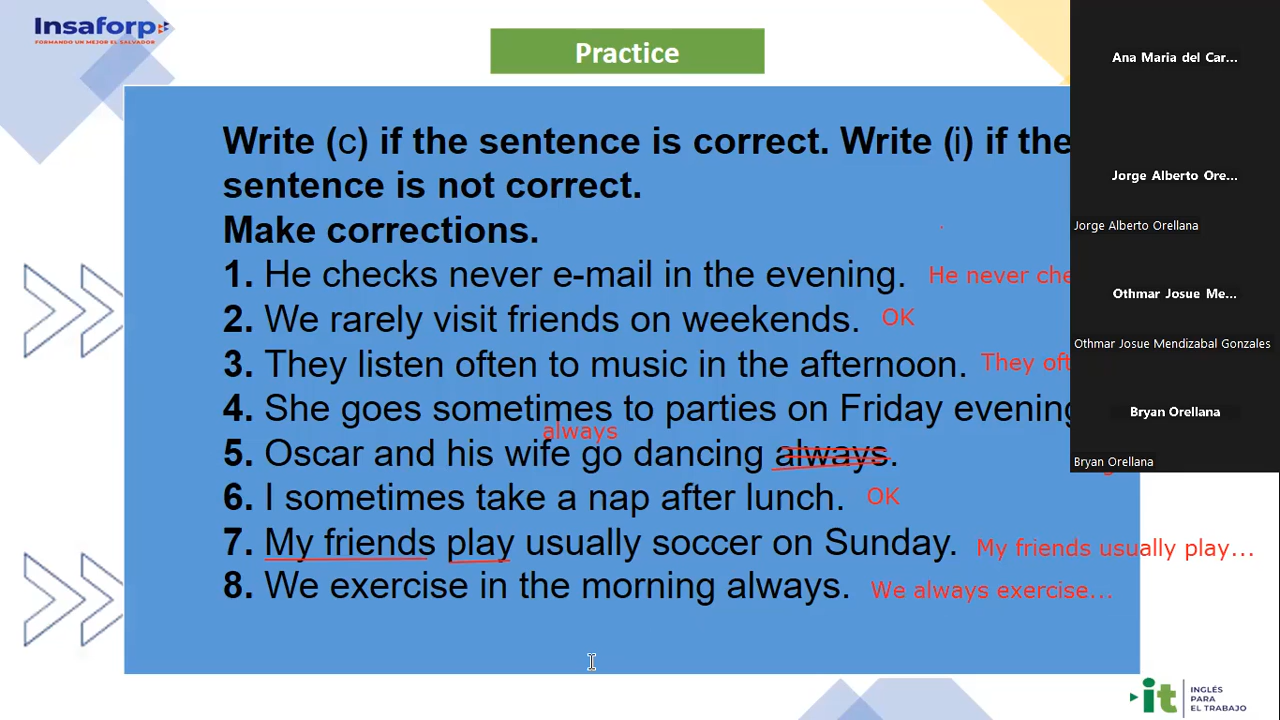 Insaforp
FORMANDO UN MEJOR EL SALVADOR
Practice
Write (c) if the sentence is correct. Write (i) if the
sentence is not correct.
Make corrections.
1. He checks never e-mail in the evening. He never che
2. We rarely visit friends on weekends. OK
3. They listen often to music in the afternoon. They oft
4. She goes sometimes to parties on Friday evening
always
5. Oscar and his wife go dancing always.
6. I sometimes take a nap after lunch. OK
7. My friends play usually soccer on Sunday. My friends usually play...
8. We exercise in the morning always. We always exercise...
Ana Maria del Car...
Jorge Alberto Ore...
Jorge Alberto Orellana
Othmar Josue Me...
Othmar Josue Mendizabal Gonzales
Bryan Orellana
Bryan Orellana
it
INGLÉS
PARA
EL TRABAJO